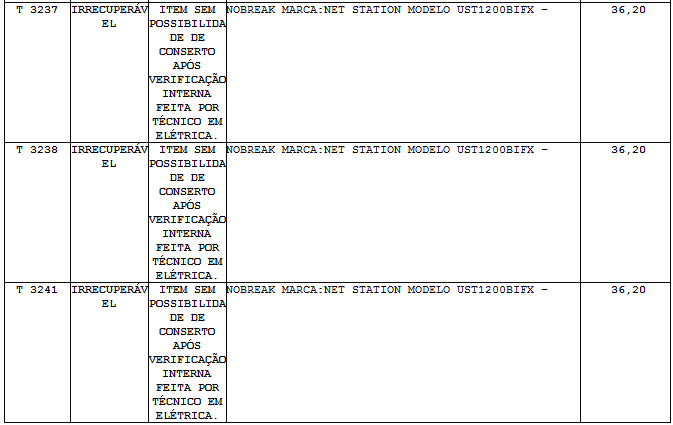 T 3237 IRRECUPERÁV ITEM SEM NOBREAK MARCA:NET STATION MODELO UST1200BIFX – 36,20
EL POSSIBILIDA
DE DE
CONSERTO
APÓS
VERIFICAÇÃO
INTERNA
FEITA POR
TÉCNICO EM
ELÉTRICA.
T 3238 IRRECUPERÁV ITEM SEM NOBREAK MARCA:NET STATION MODELO UST1200BIFX – 36,20
EL POSSIBILIDA
DE DE
CONSERTO
APÓS
VERIFICAÇÃO
INTERNA
FEITA POR
TÉCNICO EM
ELÉTRICA.
T 3241 IRRECUPERÁV ITEM SEM NOBREAK MARCA:NET STATION MODELO UST1200BIFX – 36,20
EL POSSIBILIDA
DE DE
CONSERTO
APÓS
VERIFICAÇÃO
INTERNA
FEITA POR
TÉCNICO EM
ELÉTRICA.